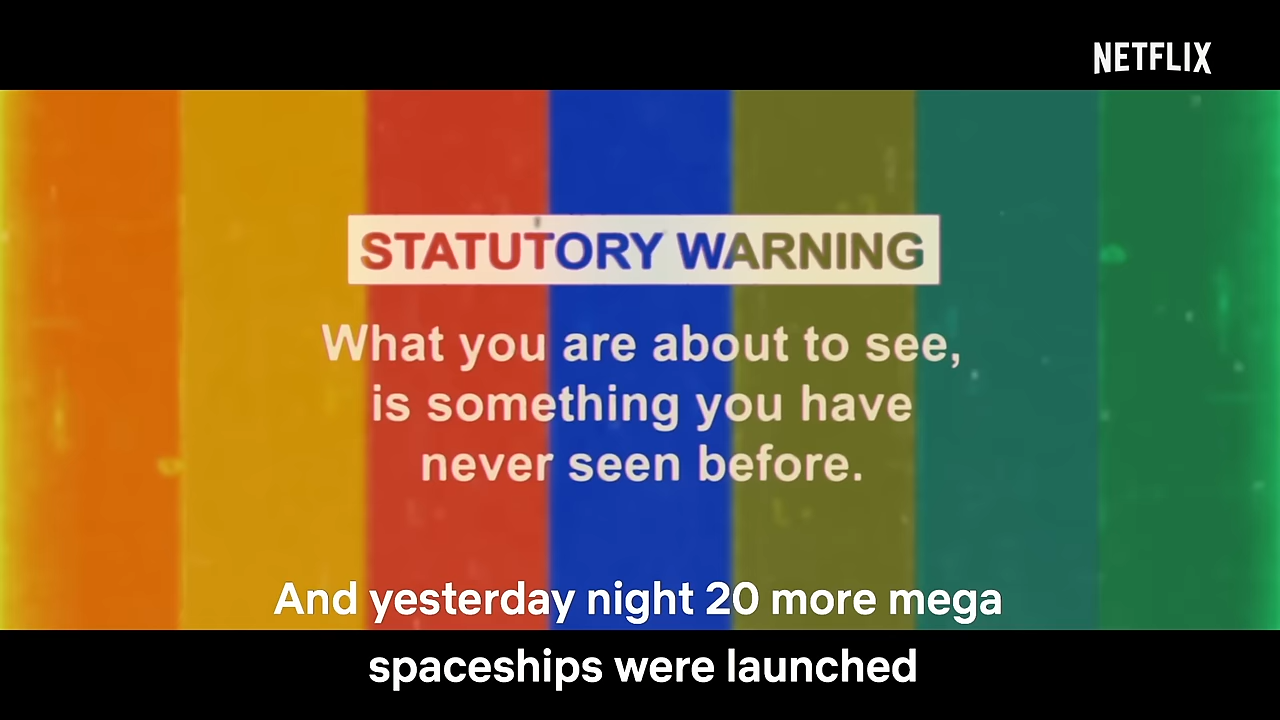 NETFLIX
STATUTORY WARNING
What you are about to see,
is something you have
never seen before.
And yesterday night 20 more mega
spaceships were launched